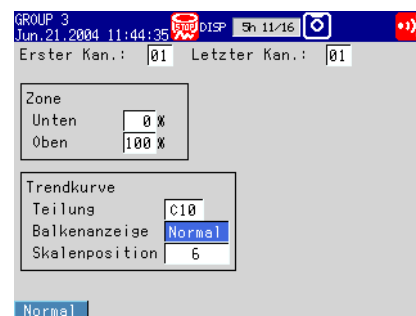 GROUP 3
Jun.21.2004 11:44:35 STOP DISP 5h 11/16
Erster Kan.: 01 Letzter Kan.: 01
Zone
Unten 0 %
Oben 100 %
Trendkurve
Teilung C10
Balkenanzeige Normal
Skalenposition 6
Normal